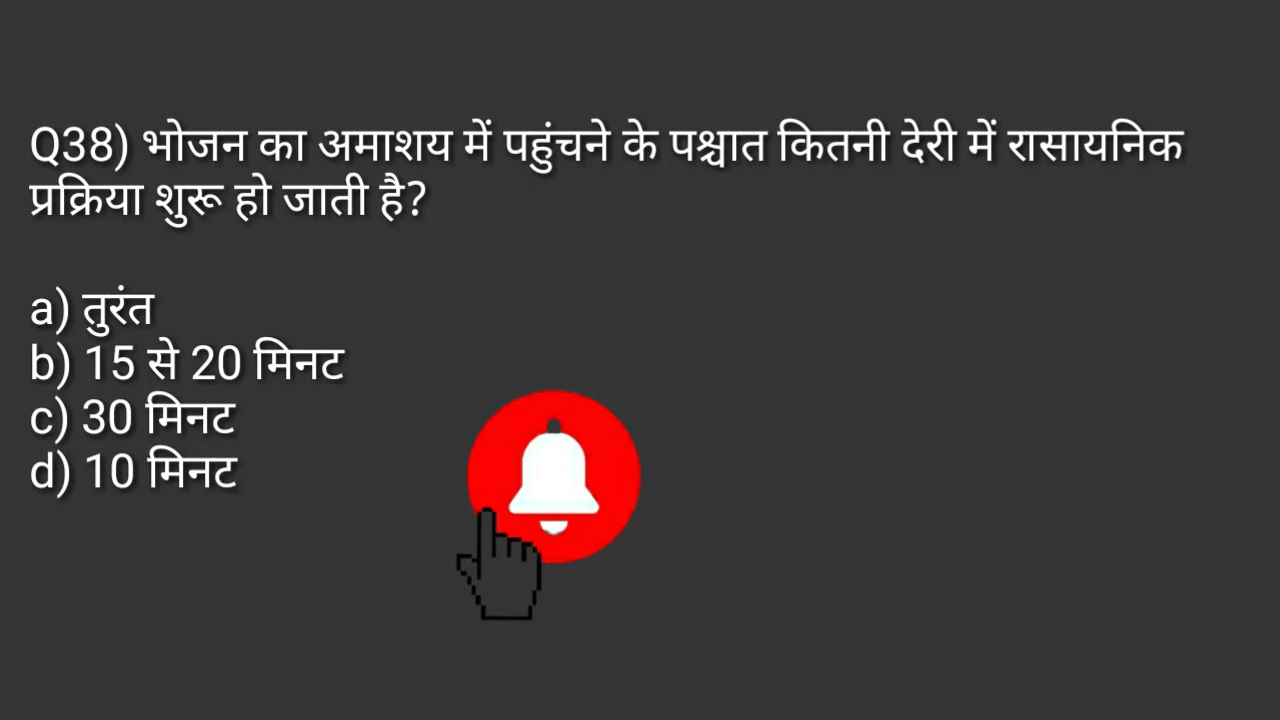 Q38) भोजन का अमाशय में पहुंचने के पश्चात कितनी देरी में रासायनिक
प्रक्रिया शुरू हो जाती है?
a) तुरंत
b) 15 से 20 मिनट
c) 30 मिनट
d) 10 मिनट